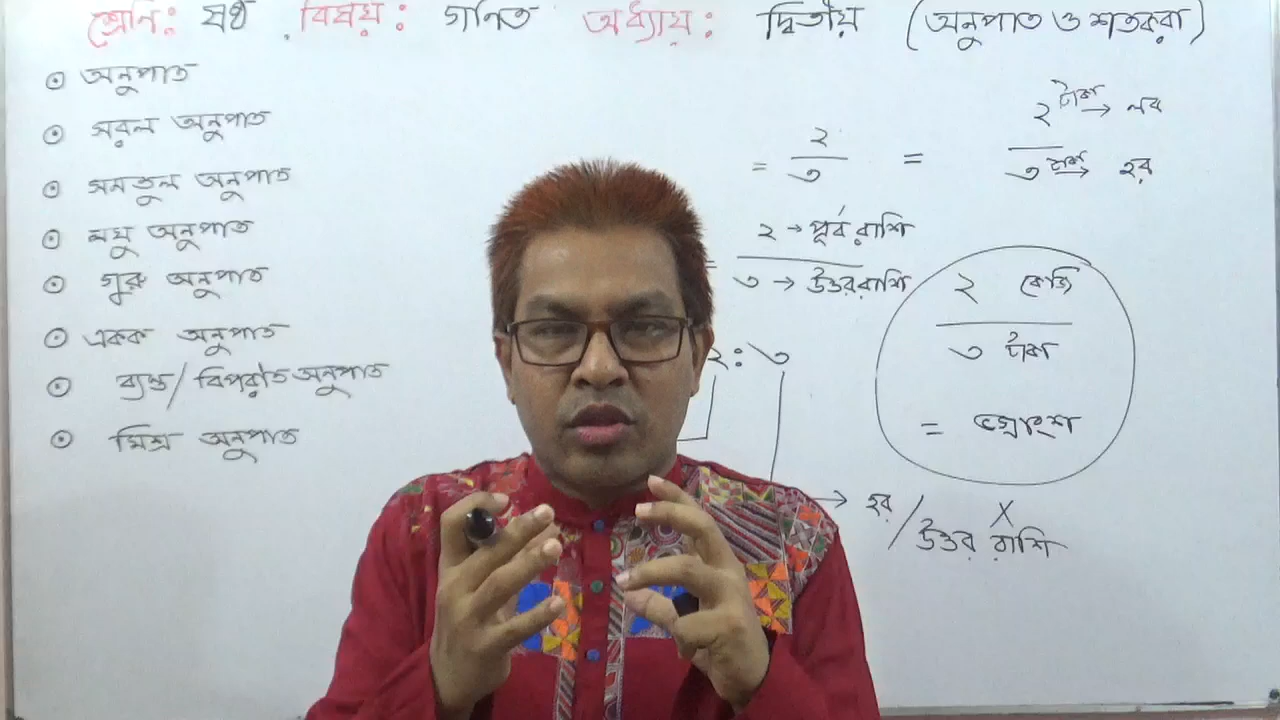 শ্রেণি: ষষ্ঠ বিষয়: গণিত অধ্যায়: দ্বিতীয় (অনুপাত ও শতকরা)
অনুপাত
সরল অনুপাত
সমতুল অনুপাত
লঘু অনুপাত
গুরু অনুপাত
একক অনুপাত
ব্যস্ত/বিপরীত অনুপাত
মিশ্র অনুপাত
= ২/৩ = ২ টাকা → লব
৩ টাকা → হর
= ২ → পূর্ব রাশি
৩ → উত্তর রাশি
২ : ৩
→ হর / উত্তর রাশি
২ কেজি
৩ টাকা
= ভগ্নাংশ
X